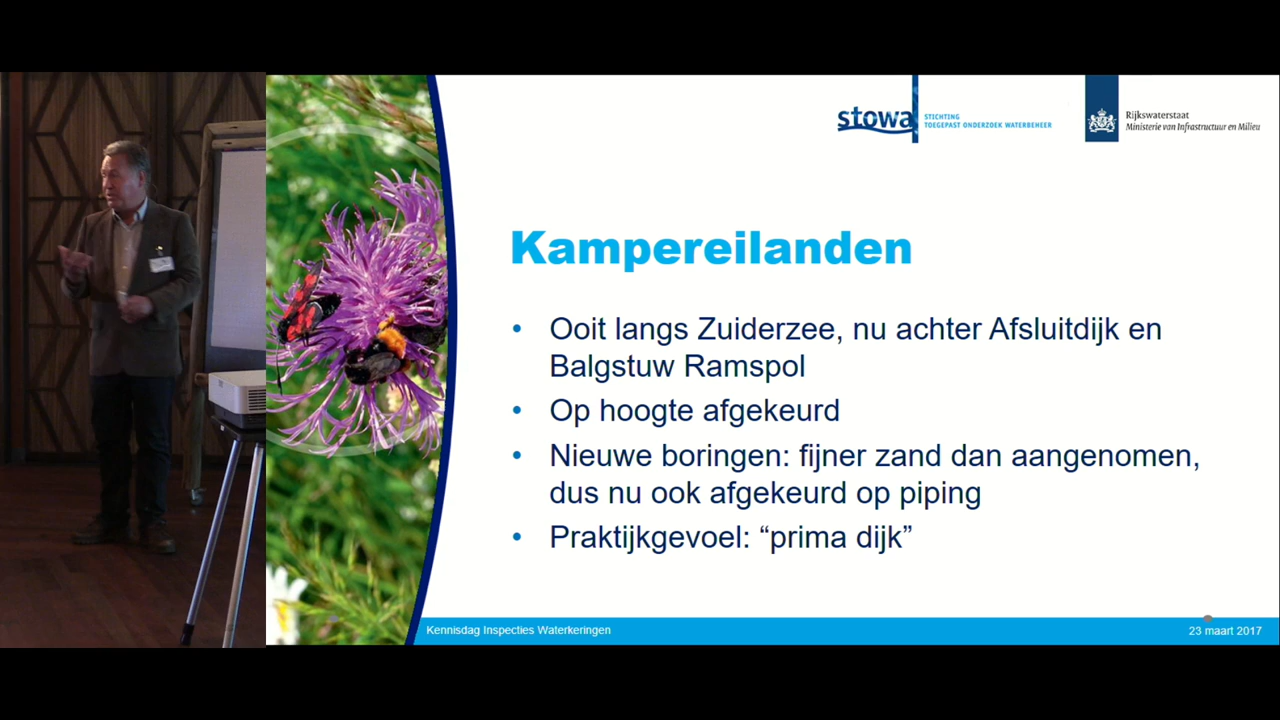 stowa
STICHTING
TOEGEPAST ONDERZOEK WATERBEHEER
Rijkswaterstaat
Ministerie van Infrastructuur en Milieu
Kampereilanden
• Ooit langs Zuiderzee, nu achter Afsluitdijk en
Balgstuw Ramspol
• Op hoogte afgekeurd
• Nieuwe boringen: fijner zand dan aangenomen,
dus nu ook afgekeurd op piping
• Praktijkgevoel: “prima dijk”
Kennisdag Inspecties Waterkeringen
23 maart 2017